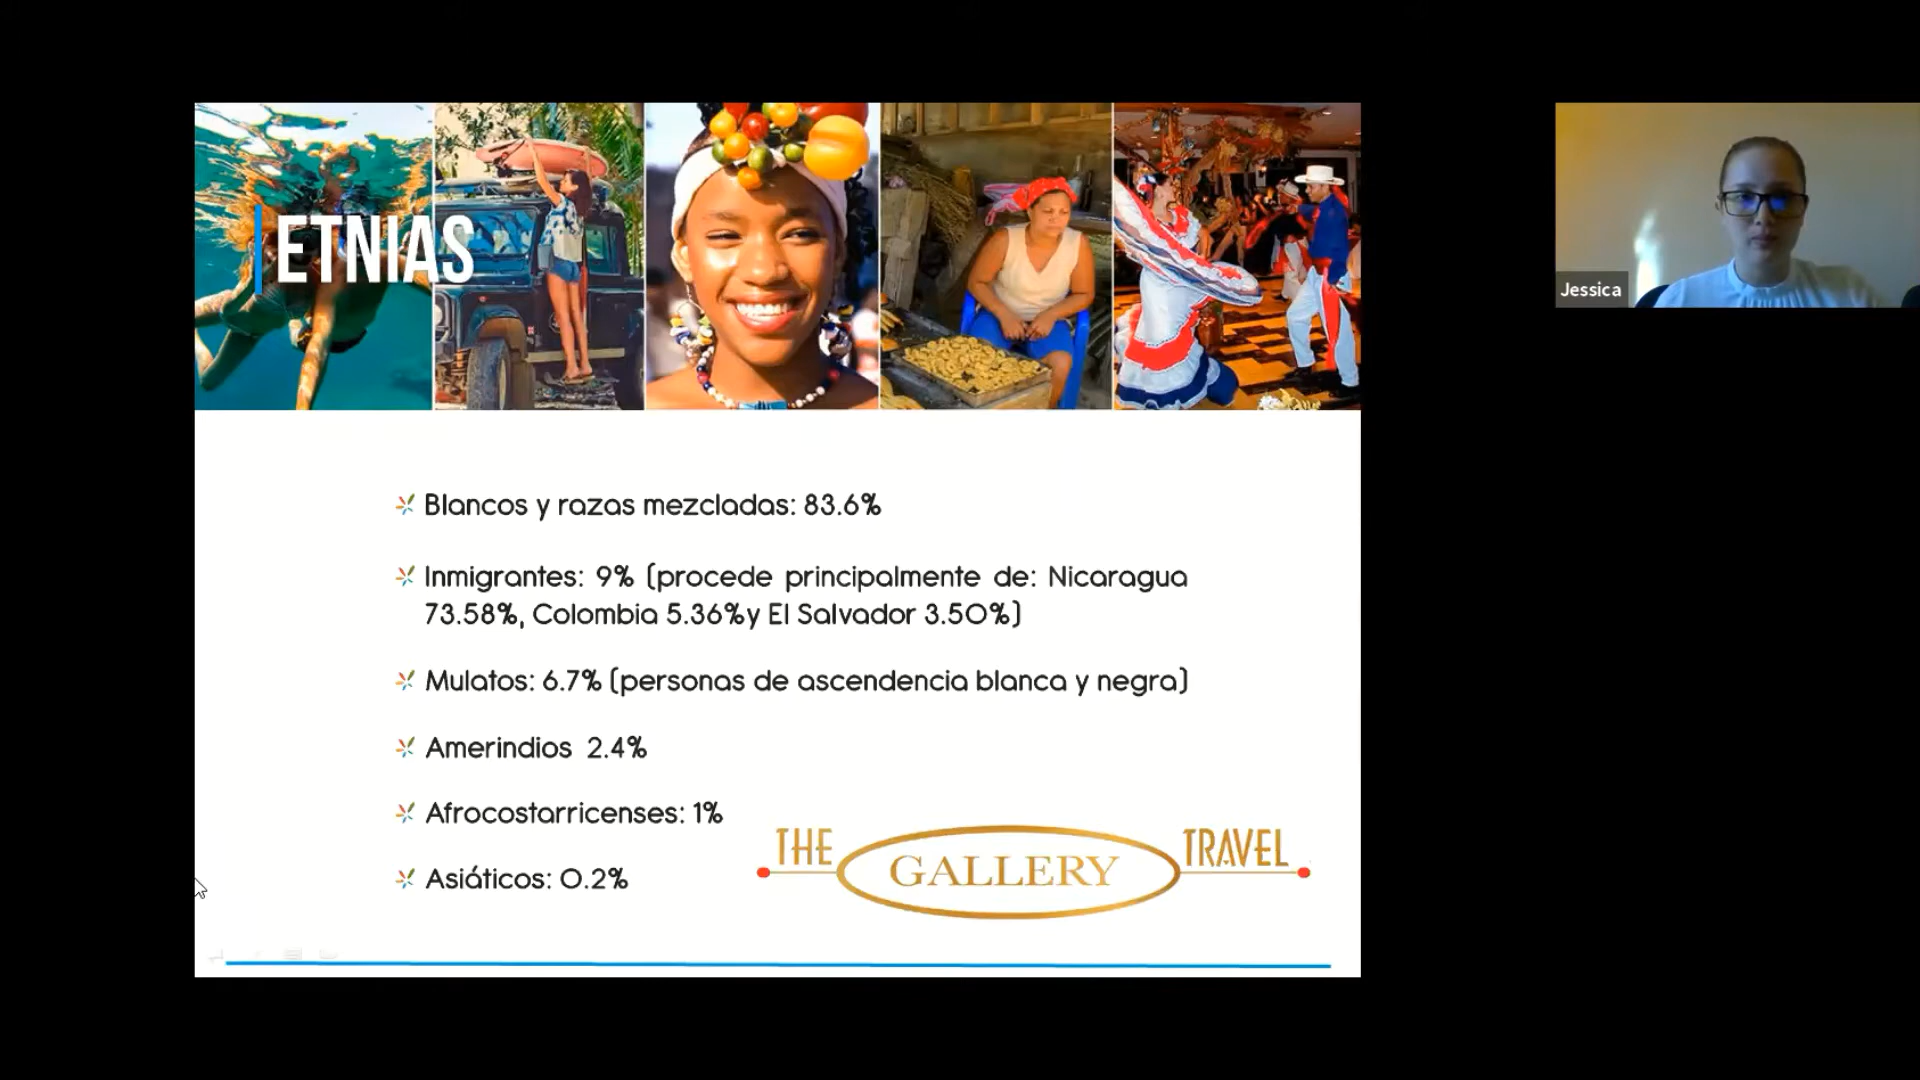 ETNIAS
Jessica
Blancos y razas mezcladas: 83.6%
Inmigrantes: 9% (procede principalmente de: Nicaragua
73.58%, Colombia 5.36%y El Salvador 3.50%)
Mulatos: 6.7% (personas de ascendencia blanca y negra)
Amerindios 2.4%
Afrocostarricenses: 1%
Asiáticos: 0.2%
THE GALLERY TRAVEL